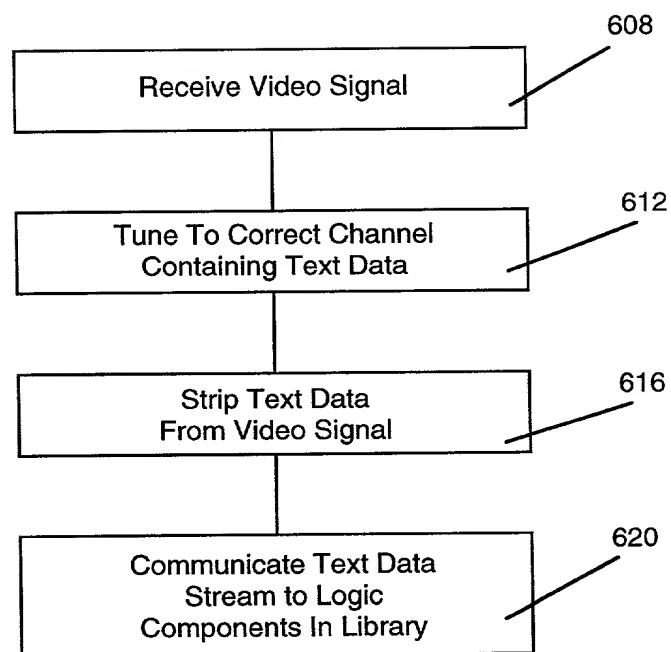 608
Receive Video Signal
612
Tune To Correct Channel
Containing Text Data
616
Strip Text Data
From Video Signal
620
Communicate Text Data
Stream to Logic
Components In Library